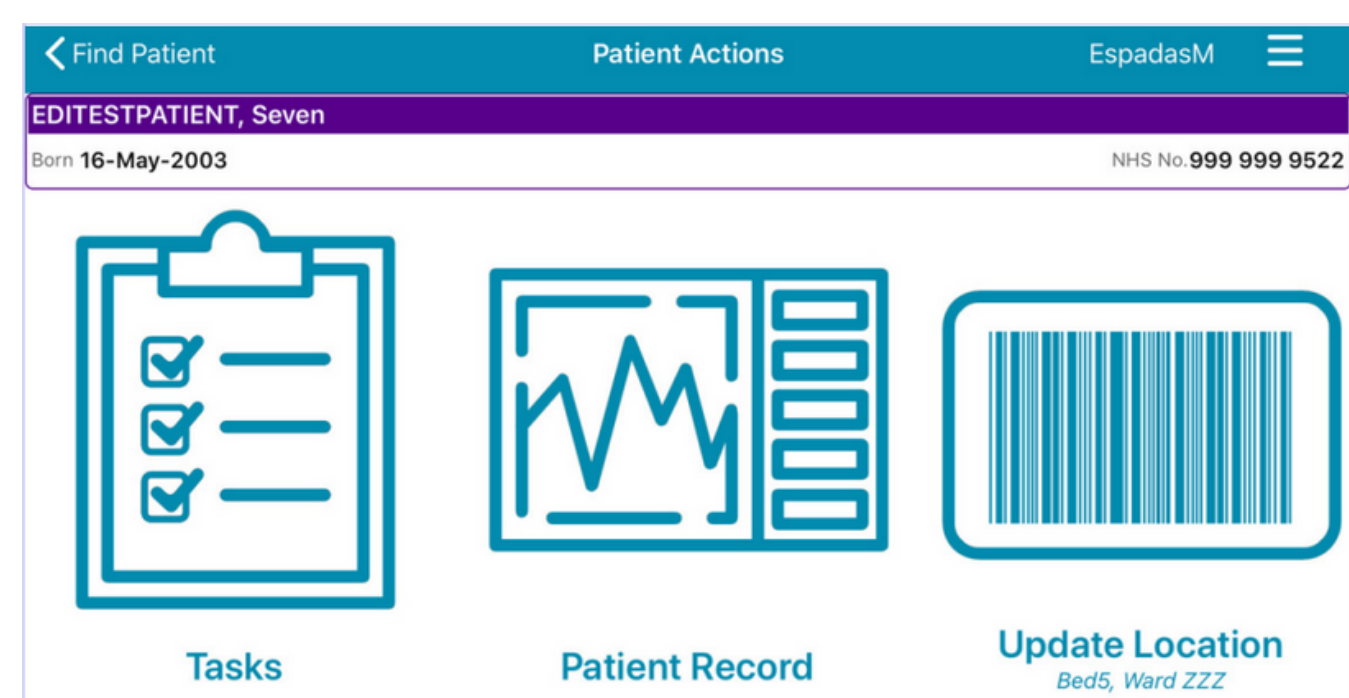 Find Patient Patient Actions EspadasM
EDITESTPATIENT, Seven
Born 16-May-2003 NHS No. 999 999 9522
Tasks
Patient Record
Update Location
Bed5, Ward ZZZ